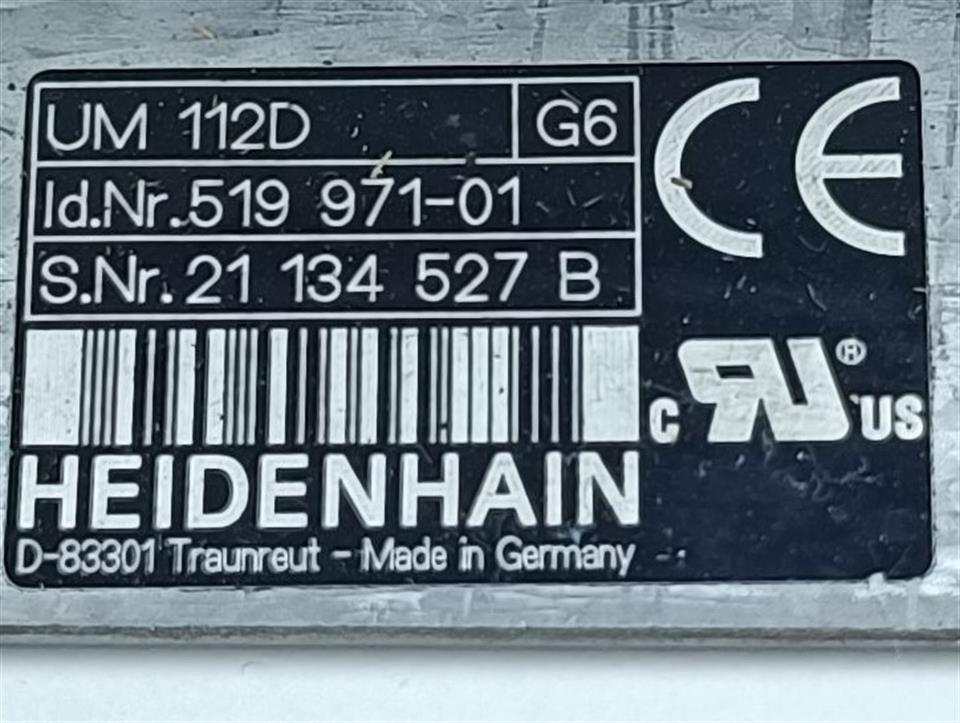 UM 112D G6
Id.Nr.519 971-01
S.Nr.21 134 527 B
CE
c RU® US
HEIDENHAIN
D-83301 Traunreut - Made in Germany